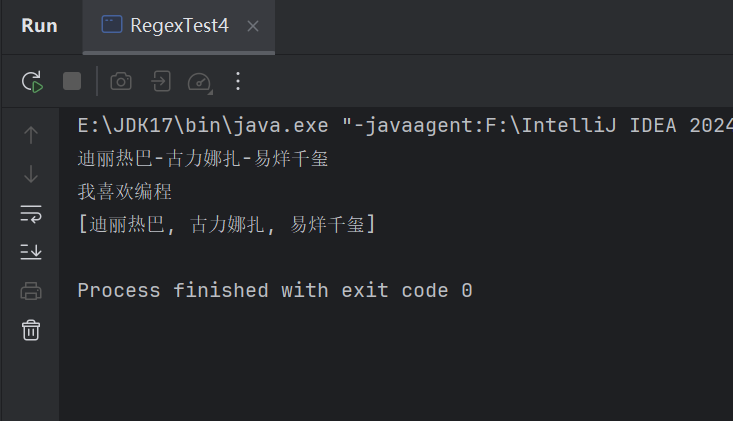 Run RegexTest4
E:\JDK17\bin\java.exe "-javaagent:F:\IntelliJ IDEA 2024
迪丽热巴-古力娜扎-易烊千玺
我喜欢编程
[迪丽热巴, 古力娜扎, 易烊千玺]
Process finished with exit code 0